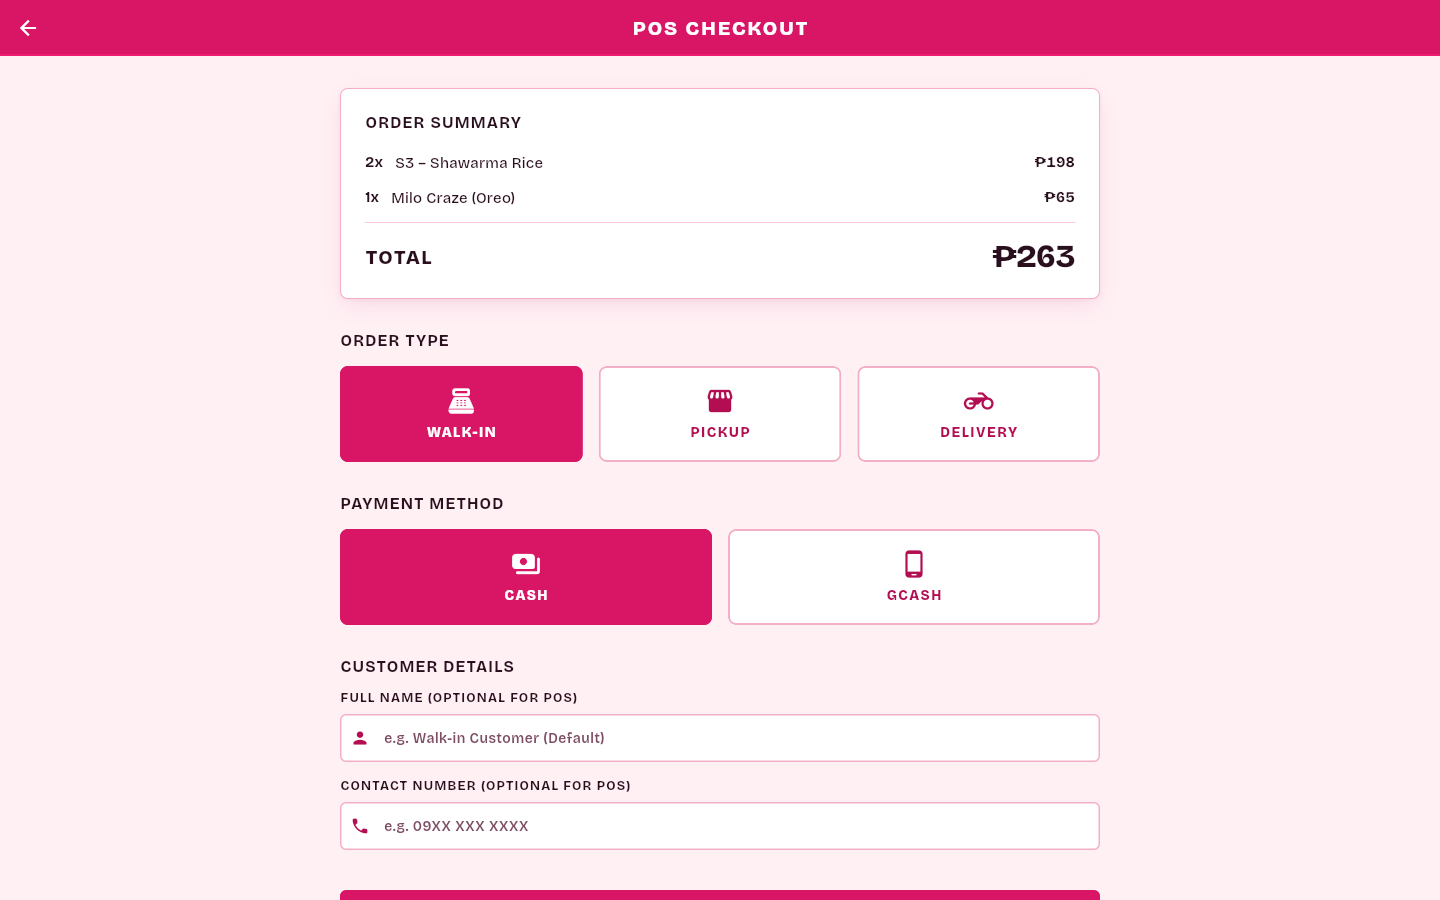 POS CHECKOUT
ORDER SUMMARY
2x S3 – Shawarma Rice ₱198
1x Milo Craze (Oreo) ₱65
TOTAL ₱263
ORDER TYPE
WALK-IN PICKUP DELIVERY
PAYMENT METHOD
CASH GCASH
CUSTOMER DETAILS
FULL NAME (OPTIONAL FOR POS)
e.g. Walk-in Customer (Default)
CONTACT NUMBER (OPTIONAL FOR POS)
e.g. 09XX XXX XXXX